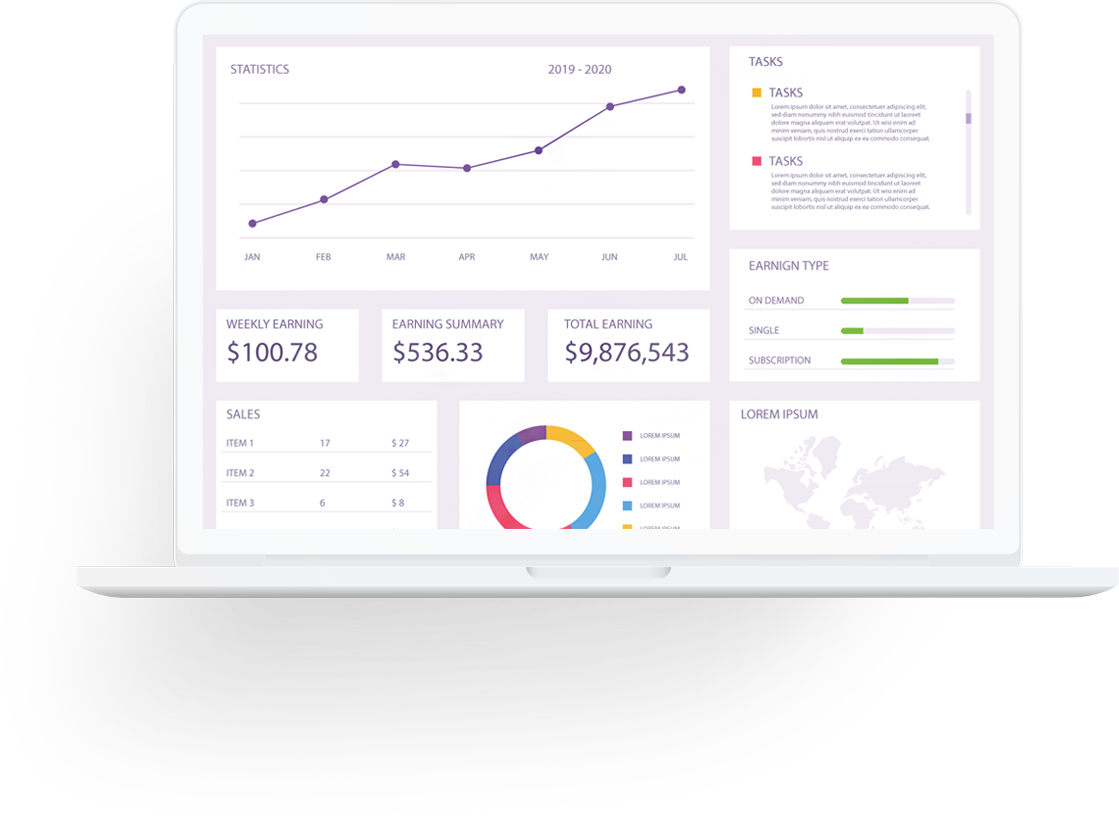 STATISTICS 2019 - 2020
JAN FEB MAR APR MAY JUN JUL
TASKS
TASKS
Lorem ipsum dolor sit amet, consectetuer adipiscing elit,
sed diam nonummy nibh euismod tincidunt ut laoreet
dolore magna aliquam erat volutpat. Ut wisi enim ad
minim veniam, quis nostrud exerci tation ullamcorper
suscipit lobortis nisl ut aliquip ex ea commodo consequat.
TASKS
Lorem ipsum dolor sit amet, consectetuer adipiscing elit,
sed diam nonummy nibh euismod tincidunt ut laoreet
dolore magna aliquam erat volutpat. Ut wisi enim ad
minim veniam, quis nostrud exerci tation ullamcorper
suscipit lobortis nisl ut aliquip ex ea commodo consequat.
WEEKLY EARNING
$100.78
EARNING SUMMARY
$536.33
TOTAL EARNING
$9,876,543
EARNIGN TYPE
ON DEMAND
SINGLE
SUBSCRIPTION
SALES
ITEM 1 17 $ 27
ITEM 2 22 $ 54
ITEM 3 6 $ 8
LOREM IPSUM
LOREM IPSUM
LOREM IPSUM
LOREM IPSUM
LOREM IPSUM
LOREM IPSUM